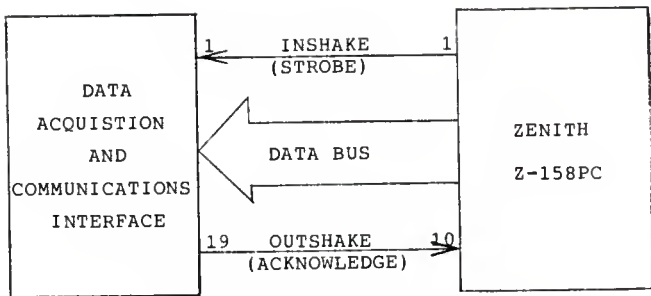 1 INSHAKE 1
(STROBE)
DATA
ACQUISTION
AND
COMMUNICATIONS
INTERFACE
DATA BUS
ZENITH
Z-158PC
19 OUTSHAKE 10
(ACKNOWLEDGE)